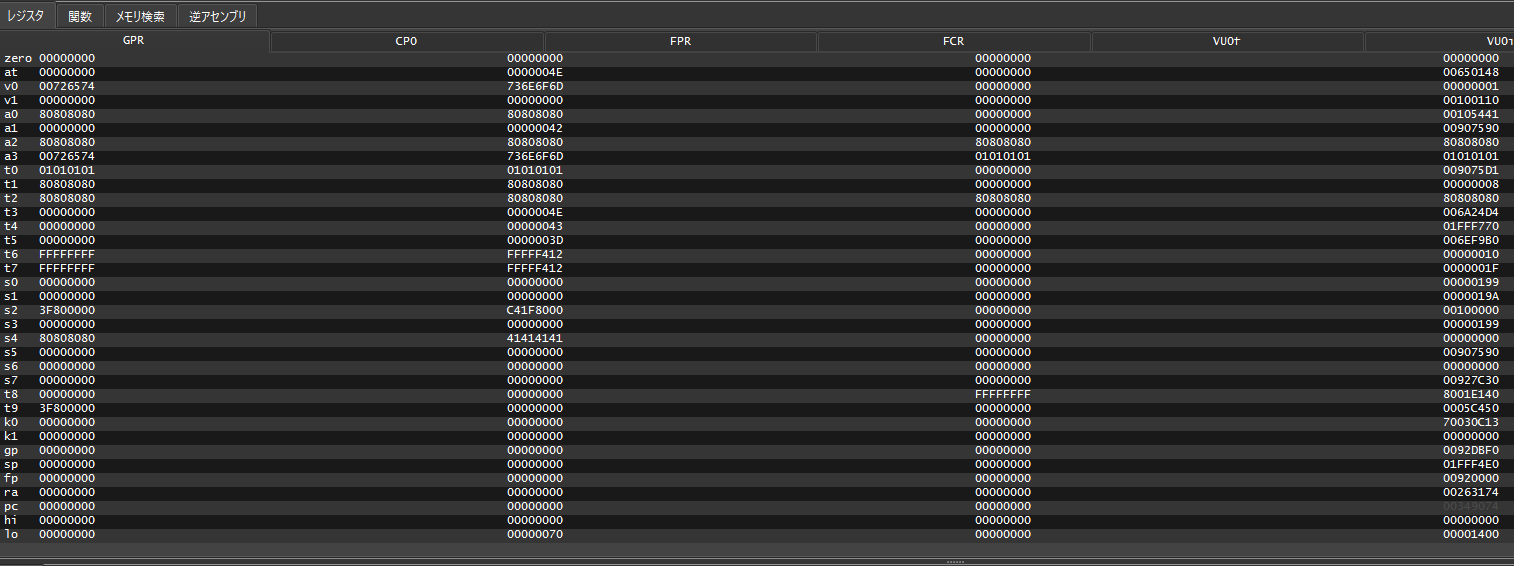 レジスタ 関数 メモリ検索 逆アセンブリ
GPR CP0 FPR FCR VU0f
zero 00000000 00000000 00000000 00000000
at 00000000 0000004E 00000000 00650148
v0 00726574 736E6F6D 00000000 00000001
v1 00000000 00000000 00000000 00100110
a0 80808080 80808080 00000000 00105441
a1 00000000 00000042 00000000 00907590
a2 80808080 80808080 80808080 80808080
a3 00726574 736E6F6D 01010101 01010101
t0 01010101 01010101 00000000 009075D1
t1 80808080 80808080 00000000 00000008
t2 80808080 80808080 80808080 80808080
t3 00000000 0000004E 00000000 006A24D4
t4 00000000 00000043 00000000 01FFF770
t5 00000000 0000003D 00000000 006EF9B0
t6 FFFFFFFF FFFFF412 00000000 00000010
t7 FFFFFFFF FFFFF412 00000000 0000001F
s0 00000000 00000000 00000000 00000199
s1 00000000 00000000 00000000 0000019A
s2 3F800000 C41F8000 00000000 00100000
s3 00000000 00000000 00000000 00000199
s4 80808080 41414141 00000000 00000000
s5 00000000 00000000 00000000 00907590
s6 00000000 00000000 00000000 00000000
s7 00000000 00000000 00000000 00927C30
t8 00000000 00000000 FFFFFFFF 8001E140
t9 3F800000 00000000 00000000 0005C450
k0 00000000 00000000 00000000 70030C13
k1 00000000 00000000 00000000 00000000
gp 00000000 00000000 00000000 0092DBF0
sp 00000000 00000000 00000000 01FFF4E0
fp 00000000 00000000 00000000 00920000
ra 00000000 00000000 00000000 00263174
pc 00000000 00000000 00000000 00349074
hi 00000000 00000000 00000000 00000000
lo 00000000 00000070 00000000 00001400